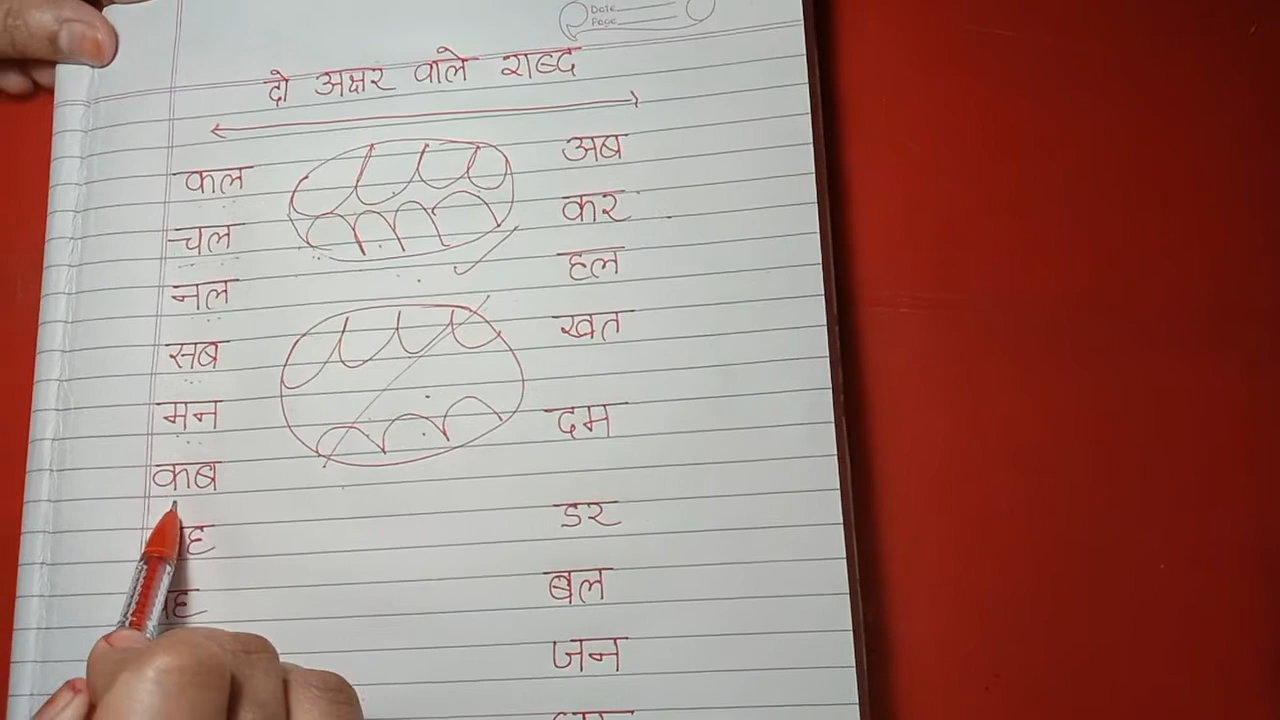 Date
Page
दो अक्षर वाले शब्द
कल
चल
नल
सब
मन
कब
अब
कर
हल
खत
दम
डर
बल
जन